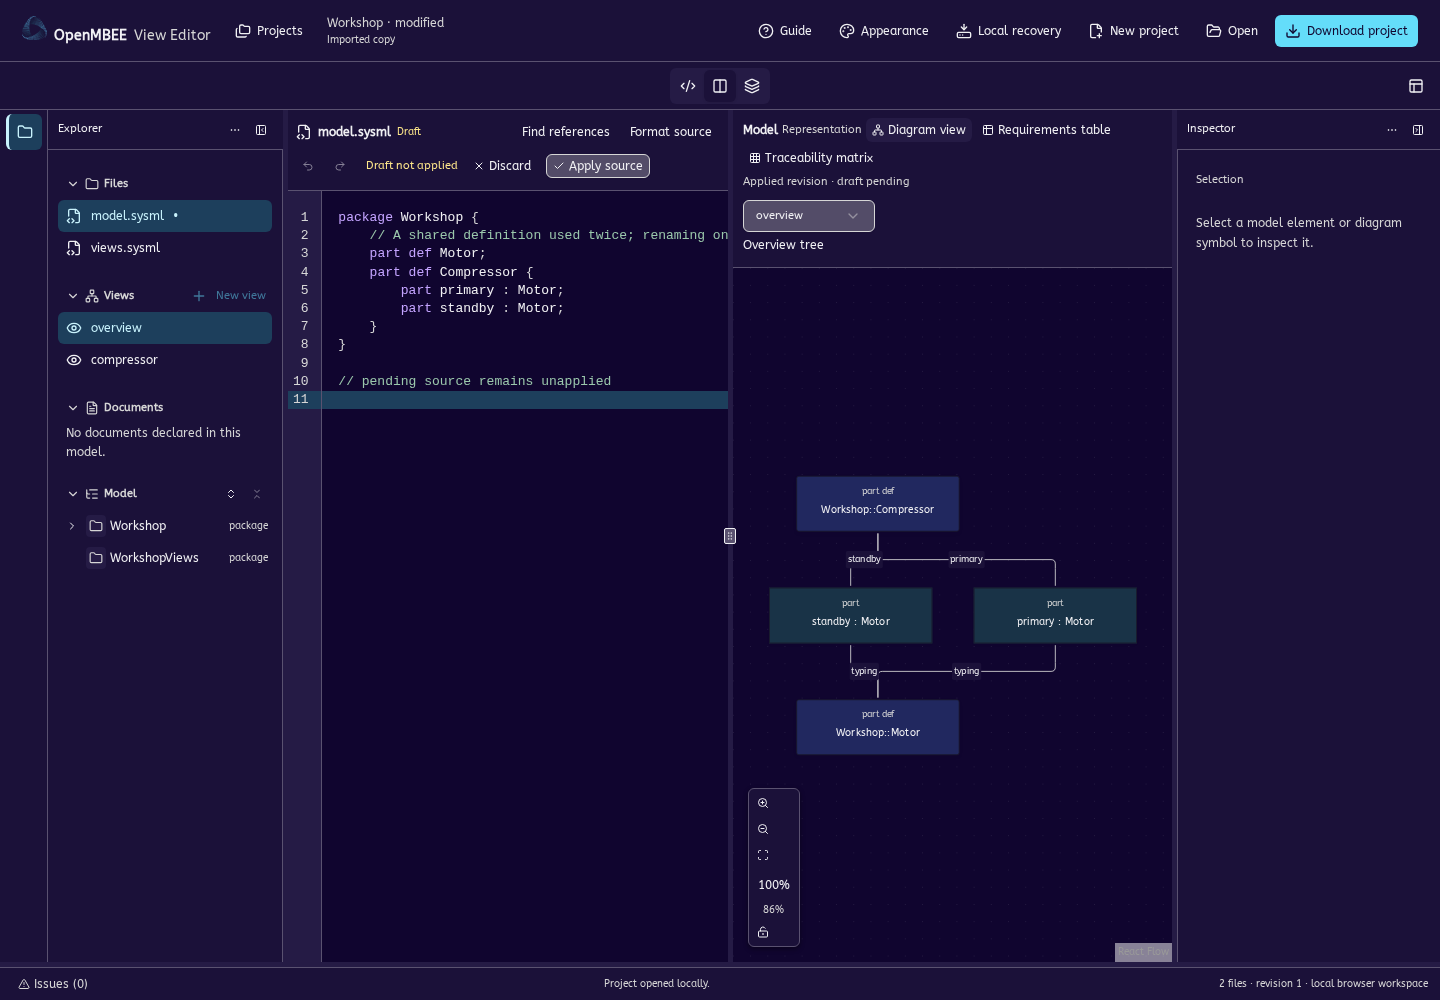 OpenMBEE View Editor
Projects
Workshop · modified
Imported copy
Guide
Appearance
Local recovery
New project
Open
Download project
Explorer
Files
model.sysml •
views.sysml
Views
New view
overview
compressor
Documents
No documents declared in this
model.
Model
Workshop package
WorkshopViews package
model.sysml Draft
Find references
Format source
Draft not applied
Discard
Apply source
1 package Workshop {
2 // A shared definition used twice; renaming on
3 part def Motor;
4 part def Compressor {
5 part primary : Motor;
6 part standby : Motor;
7 }
8 }
9
10 // pending source remains unapplied
11
Model Representation
Diagram view
Requirements table
Traceability matrix
Applied revision · draft pending
overview
Overview tree
part def
Workshop::Compressor
standby
primary
part
standby : Motor
part
primary : Motor
typing
typing
part def
Workshop::Motor
100%
86%
React Flow
Inspector
Selection
Select a model element or diagram
symbol to inspect it.
Issues (0)
Project opened locally.
2 files · revision 1 · local browser workspace